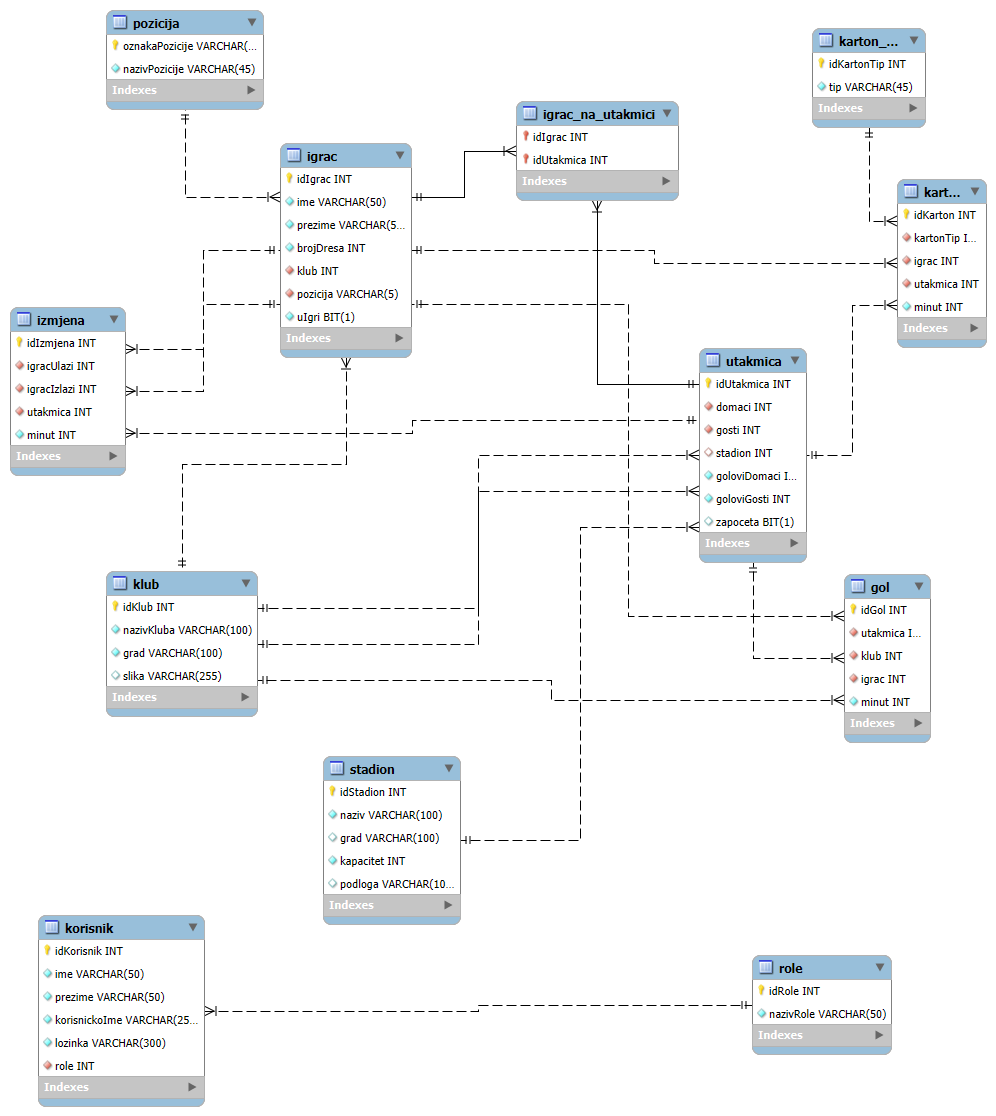 pozicija
oznakaPozicije VARCHAR(...
nazivPozicije VARCHAR(45)
Indexes
karton_...
idKartonTip INT
tip VARCHAR(45)
Indexes
igrac_na_utakmici
idIgrac INT
idUtakmica INT
Indexes
igrac
idIgrac INT
ime VARCHAR(50)
prezime VARCHAR(5...
brojDresa INT
klub INT
pozicija VARCHAR(5)
uIgri BIT(1)
Indexes
kart...
idKarton INT
kartonTip I...
igrac INT
utakmica INT
minut INT
Indexes
izmjena
idIzmjena INT
igracUlazi INT
igracIzlazi INT
utakmica INT
minut INT
Indexes
utakmica
idUtakmica INT
domaci INT
gosti INT
stadion INT
goloviDomaci I...
goloviGosti INT
zapoceta BIT(1)
Indexes
klub
idKlub INT
nazivKluba VARCHAR(100)
grad VARCHAR(100)
slika VARCHAR(255)
Indexes
gol
idGol INT
utakmica I...
klub INT
igrac INT
minut INT
Indexes
stadion
idStadion INT
naziv VARCHAR(100)
grad VARCHAR(100)
kapacitet INT
podloga VARCHAR(10...
Indexes
korisnik
idKorisnik INT
ime VARCHAR(50)
prezime VARCHAR(50)
korisnickoIme VARCHAR(25...
lozinka VARCHAR(300)
role INT
Indexes
role
idRole INT
nazivRole VARCHAR(50)
Indexes